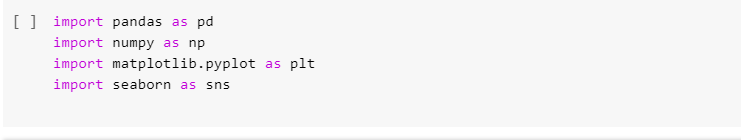 [ ] import pandas as pd
import numpy as np
import matplotlib.pyplot as plt
import seaborn as sns